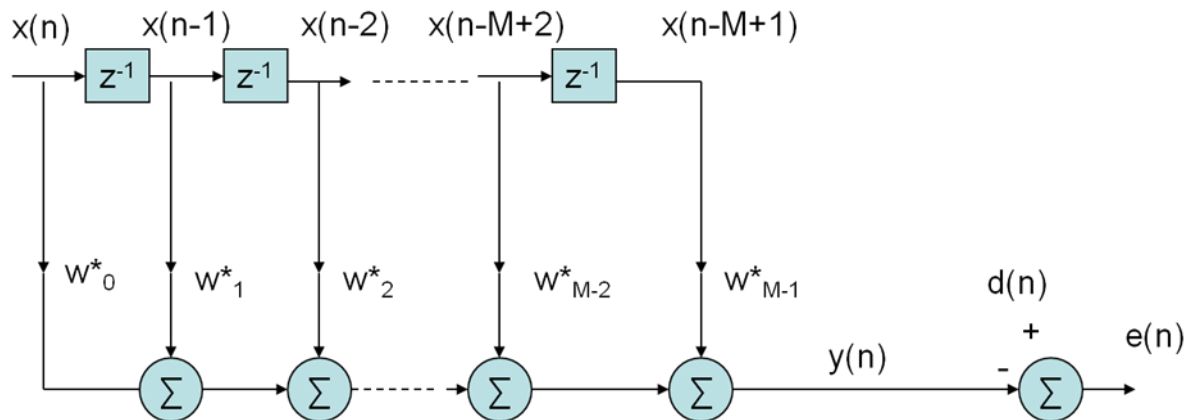 x(n) x(n-1) x(n-2) x(n-M+2) x(n-M+1)
z⁻¹ z⁻¹ z⁻¹
w*₀ w*₁ w*₂ w*M-2 w*M-1
d(n)
+
e(n)
y(n)
-
Σ Σ Σ Σ Σ